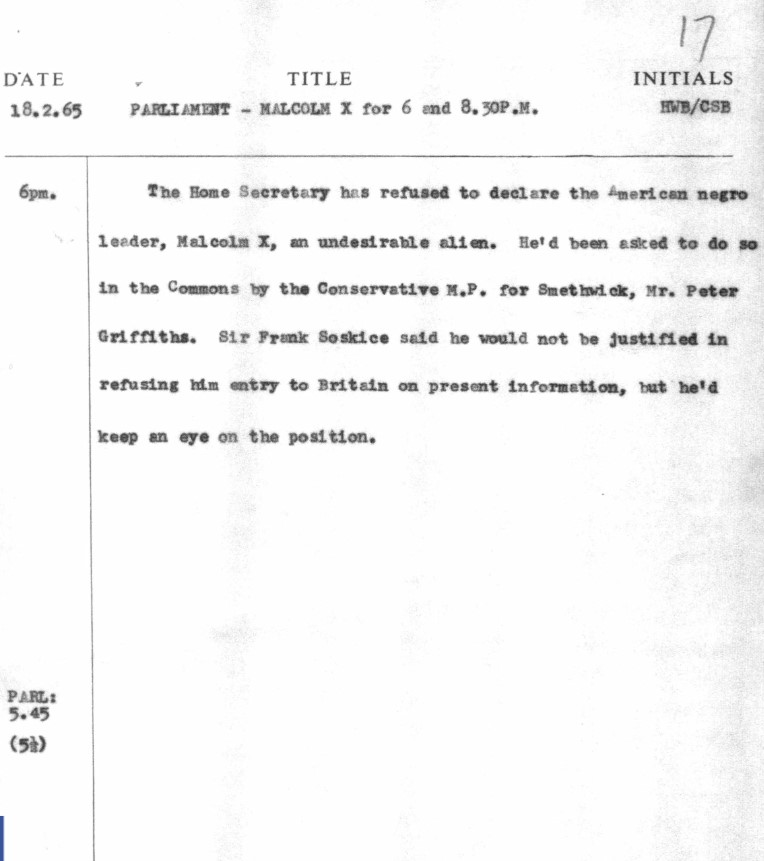 17
DATE TITLE INITIALS
18.2.65 PARLIAMENT - MALCOLM X for 6 and 8.30P.M. HWB/CSB
6pm. The Home Secretary has refused to declare the American negro
leader, Malcolm X, an undesirable alien. He'd been asked to do so
in the Commons by the Conservative M.P. for Smethwick, Mr. Peter
Griffiths. Sir Frank Soskice said he would not be justified in
refusing him entry to Britain on present information, but he'd
keep an eye on the position.
PARL:
5.45
(5½)